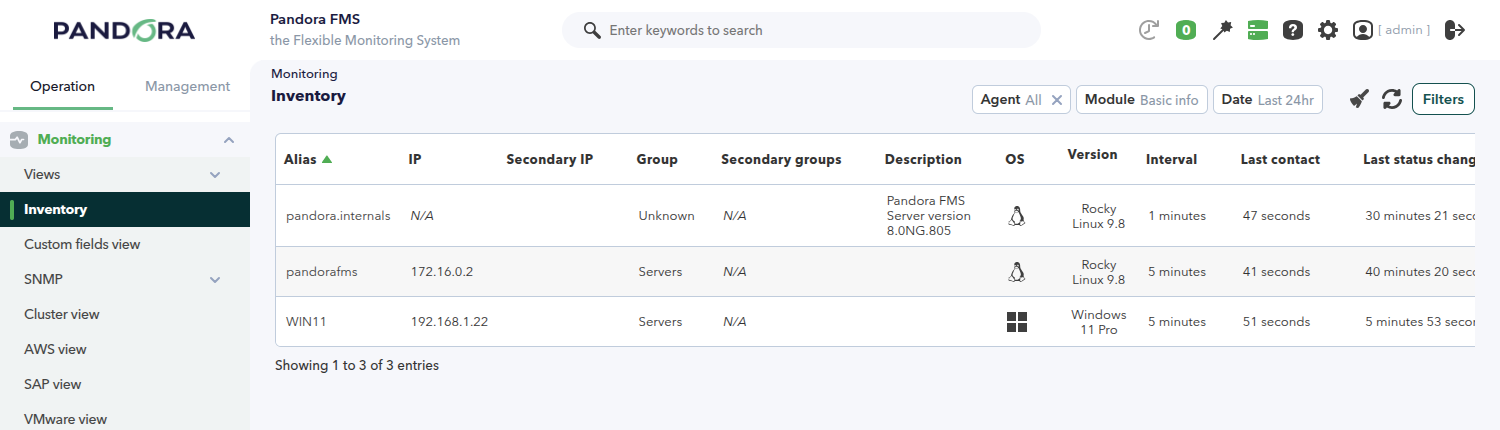 PANDORA
Pandora FMS
the Flexible Monitoring System
Enter keywords to search
0
?
[ admin ]
Operation
Management
Monitoring
Views
Inventory
Custom fields view
SNMP
Cluster view
AWS view
SAP view
VMware view
Monitoring
Inventory
Agent All
Module Basic info
Date Last 24hr
Filters
Alias IP Secondary IP Group Secondary groups Description OS Version Interval Last contact Last status chang
pandora.internals N/A Unknown N/A Pandora FMS Server version 8.0NG.805 Rocky Linux 9.8 1 minutes 47 seconds 30 minutes 21 sec
pandorafms 172.16.0.2 Servers N/A Rocky Linux 9.8 5 minutes 41 seconds 40 minutes 20 sec
WIN11 192.168.1.22 Servers N/A Windows 11 Pro 5 minutes 51 seconds 5 minutes 53 secon
Showing 1 to 3 of 3 entries